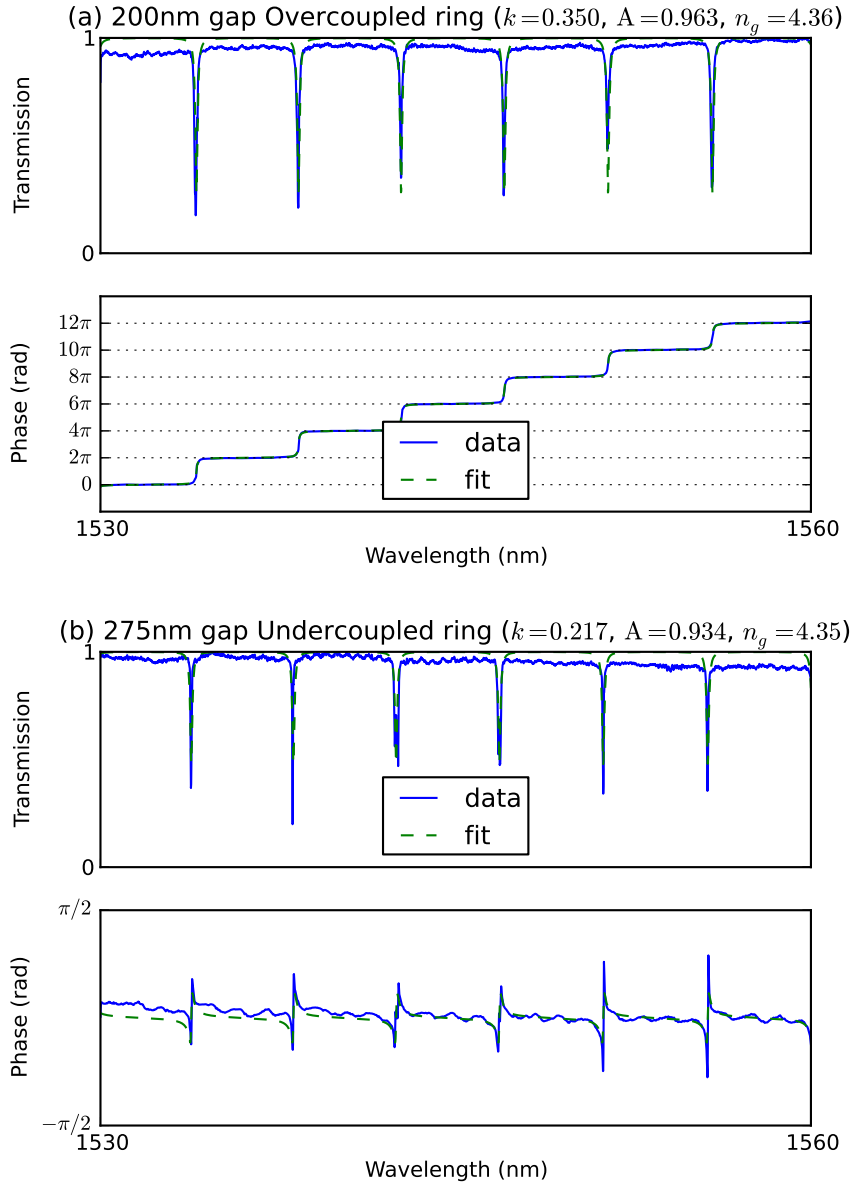 (a) 200nm gap Overcoupled ring (k=0.350, A=0.963, n_g=4.36)
1
Transmission
0
12π
10π
8π
6π
4π
2π
0
Phase (rad)
data
fit
1530
1560
Wavelength (nm)
(b) 275nm gap Undercoupled ring (k=0.217, A=0.934, n_g=4.35)
1
Transmission
0
data
fit
π/2
Phase (rad)
−π/2
1530
1560
Wavelength (nm)